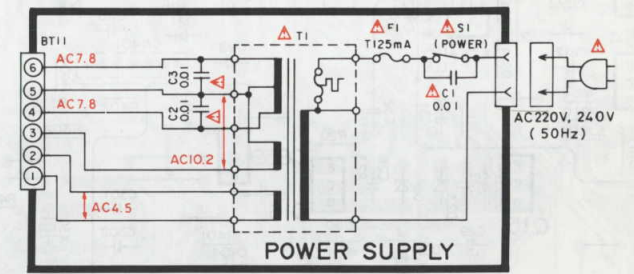 BT11
6
5
4
3
2
1
AC7.8
AC7.8
C3
0.01
C2
0.01
AC10.2
AC4.5
T1
F1
T125mA
S1
(POWER)
C1
0.01
AC220V, 240V
(50Hz)
POWER SUPPLY